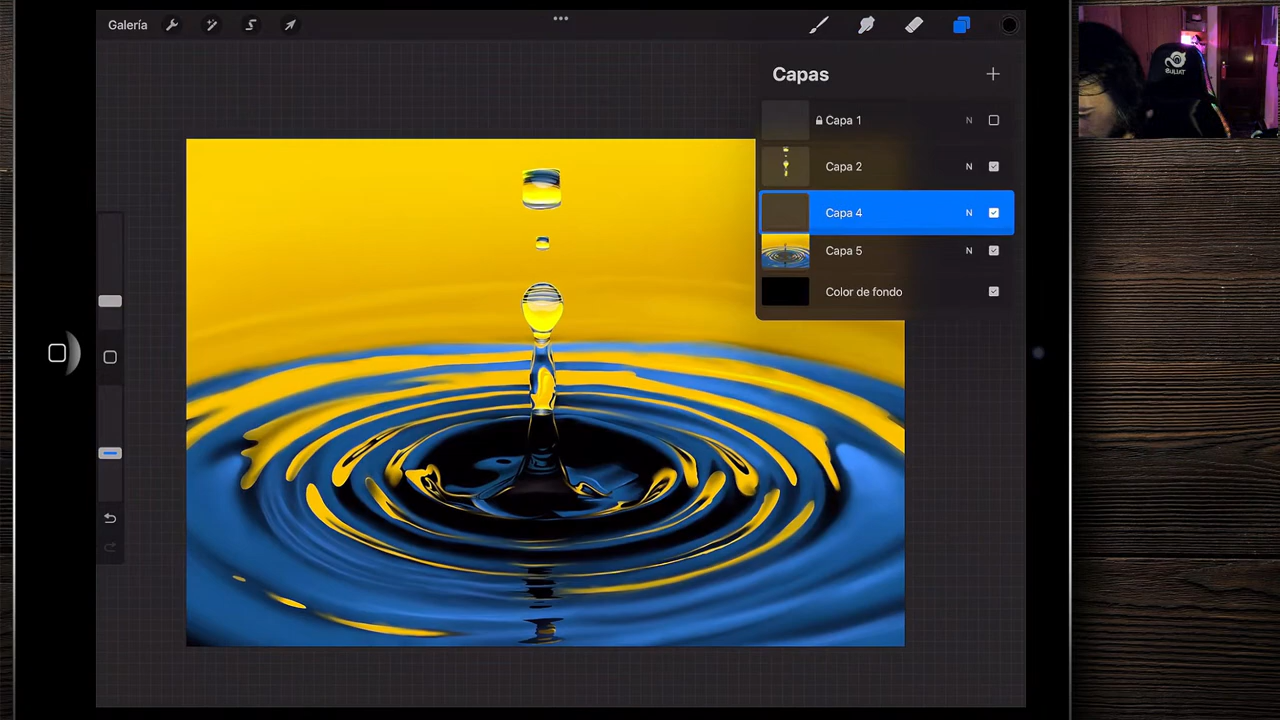 Galería
Capas
Capa 1 N
Capa 2 N
Capa 4 N
Capa 5 N
Color de fondo